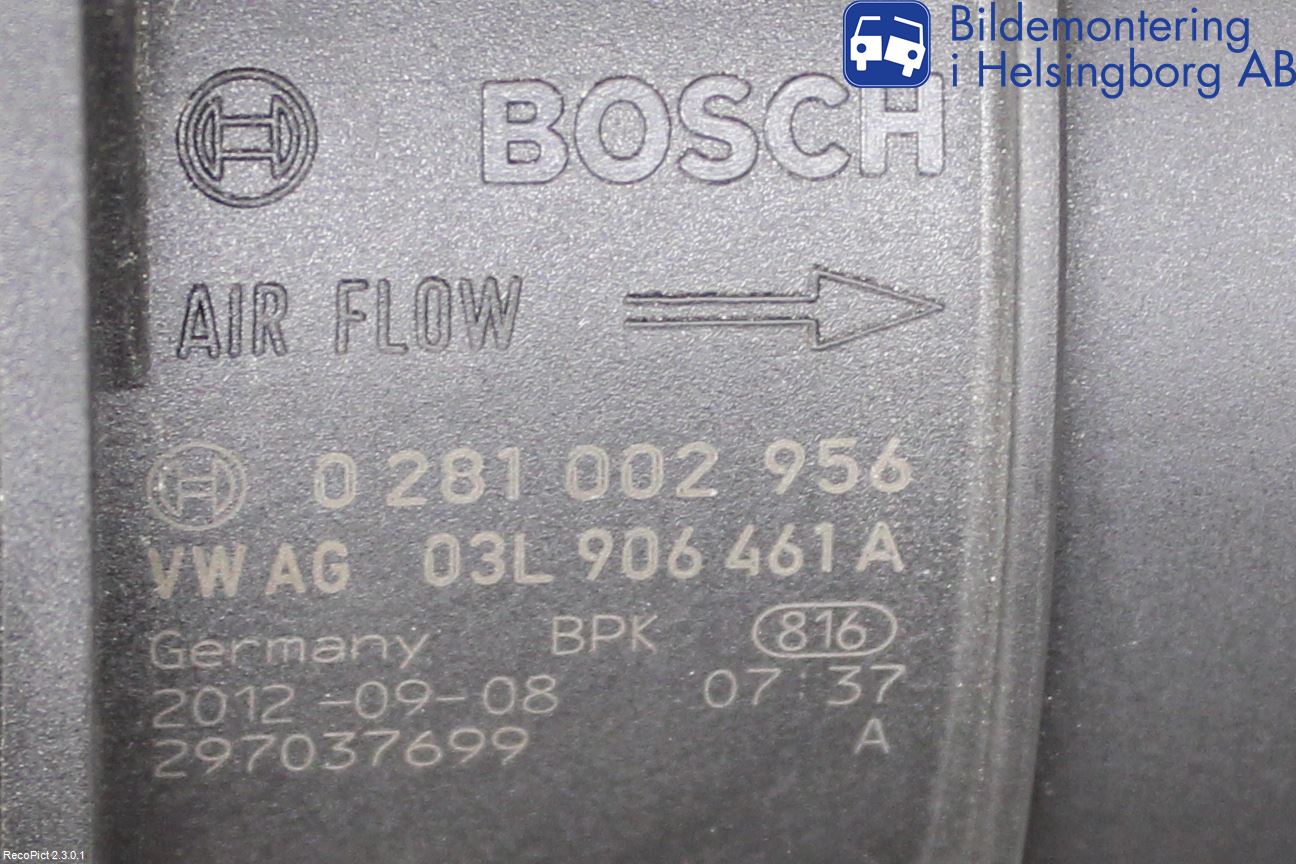 Bildemontering
i Helsingborg AB
BOSCH
AIR FLOW
0 281 002 956
VW AG 03L 906 461 A
Germany BPK 816
2012-09-08 07:37
297037699 A
RecoPict 2.3.0.1